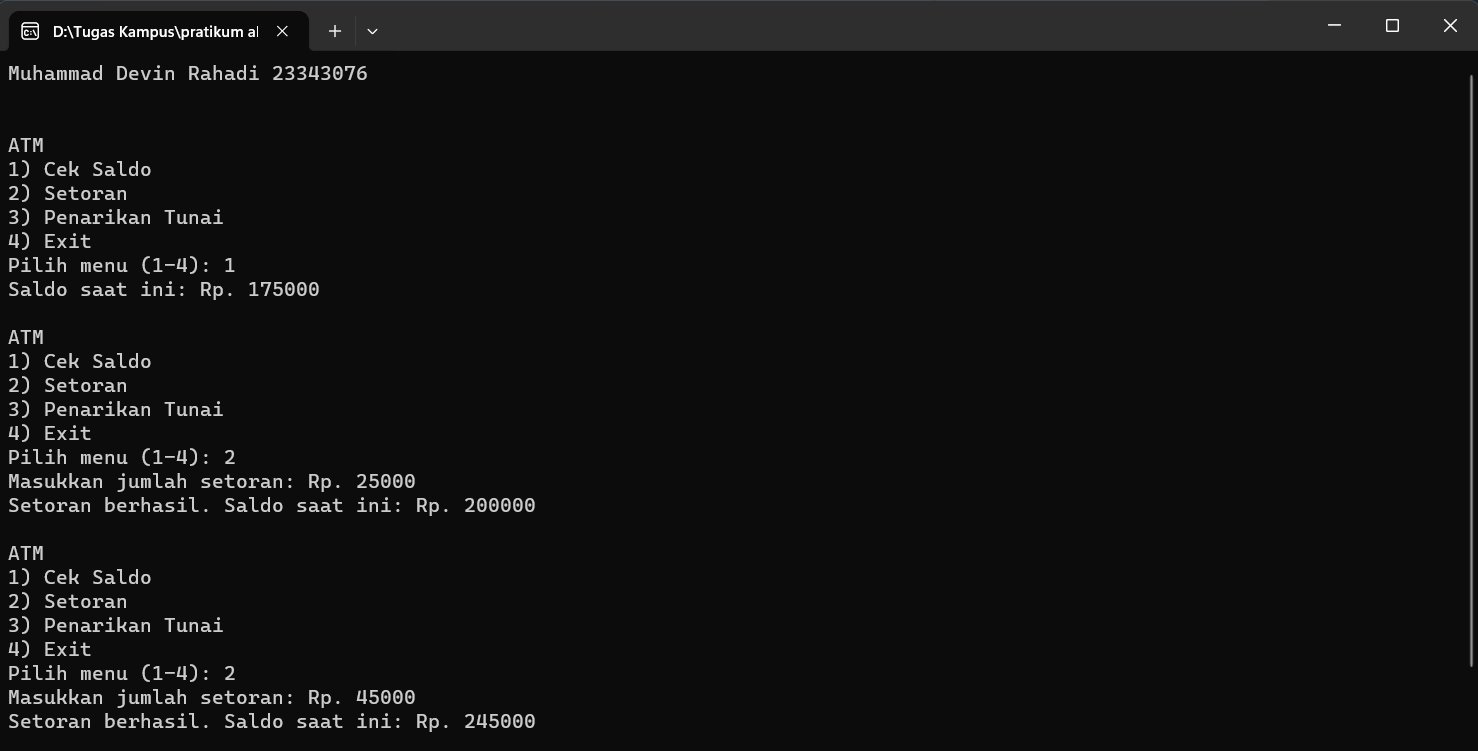 D:\Tugas Kampus\pratikum al
Muhammad Devin Rahadi 23343076
ATM
1) Cek Saldo
2) Setoran
3) Penarikan Tunai
4) Exit
Pilih menu (1-4): 1
Saldo saat ini: Rp. 175000
ATM
1) Cek Saldo
2) Setoran
3) Penarikan Tunai
4) Exit
Pilih menu (1-4): 2
Masukkan jumlah setoran: Rp. 25000
Setoran berhasil. Saldo saat ini: Rp. 200000
ATM
1) Cek Saldo
2) Setoran
3) Penarikan Tunai
4) Exit
Pilih menu (1-4): 2
Masukkan jumlah setoran: Rp. 45000
Setoran berhasil. Saldo saat ini: Rp. 245000